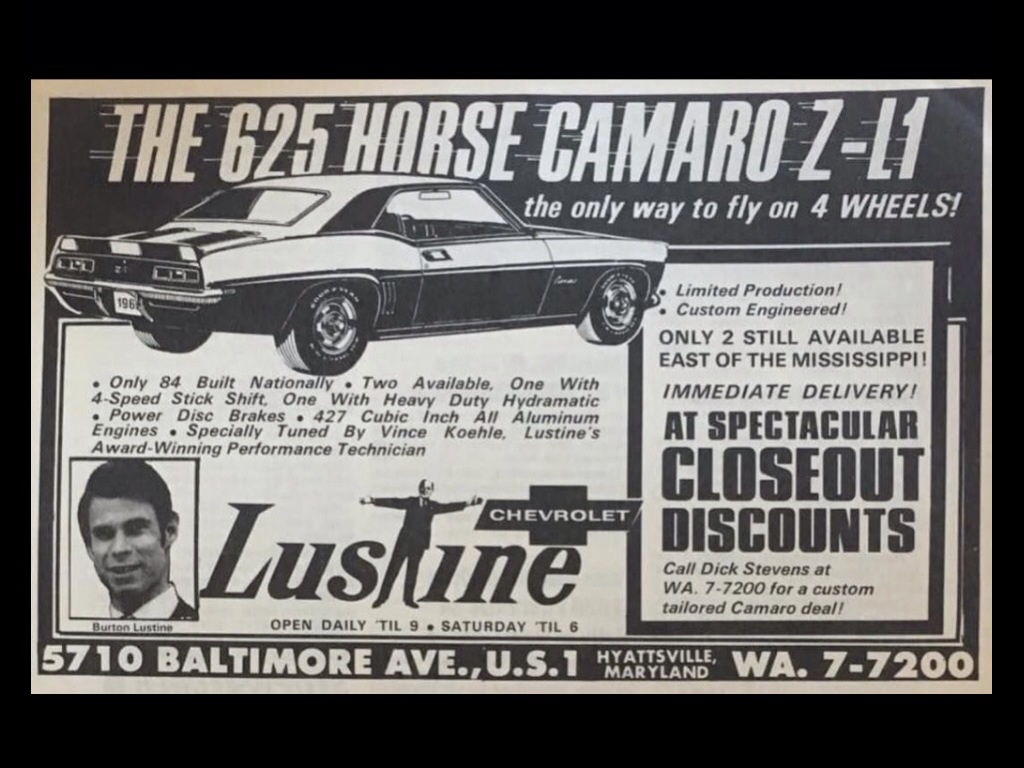 THE 625 HORSE CAMARO Z-L1
the only way to fly on 4 WHEELS!
Z/
196
GOODYEAR
Camaro
• Limited Production!
• Custom Engineered!
ONLY 2 STILL AVAILABLE
EAST OF THE MISSISSIPPI!
IMMEDIATE DELIVERY!
AT SPECTACULAR
CLOSEOUT
DISCOUNTS
Call Dick Stevens at
WA. 7-7200 for a custom
tailored Camaro deal!
• Only 84 Built Nationally • Two Available, One With
4-Speed Stick Shift, One With Heavy Duty Hydramatic
• Power Disc Brakes • 427 Cubic Inch All Aluminum
Engines • Specially Tuned By Vince Koehle, Lustine's
Award-Winning Performance Technician
Burton Lustine
Lustine
CHEVROLET
OPEN DAILY 'TIL 9 • SATURDAY 'TIL 6
5710 BALTIMORE AVE., U.S.1 HYATTSVILLE, MARYLAND WA. 7-7200